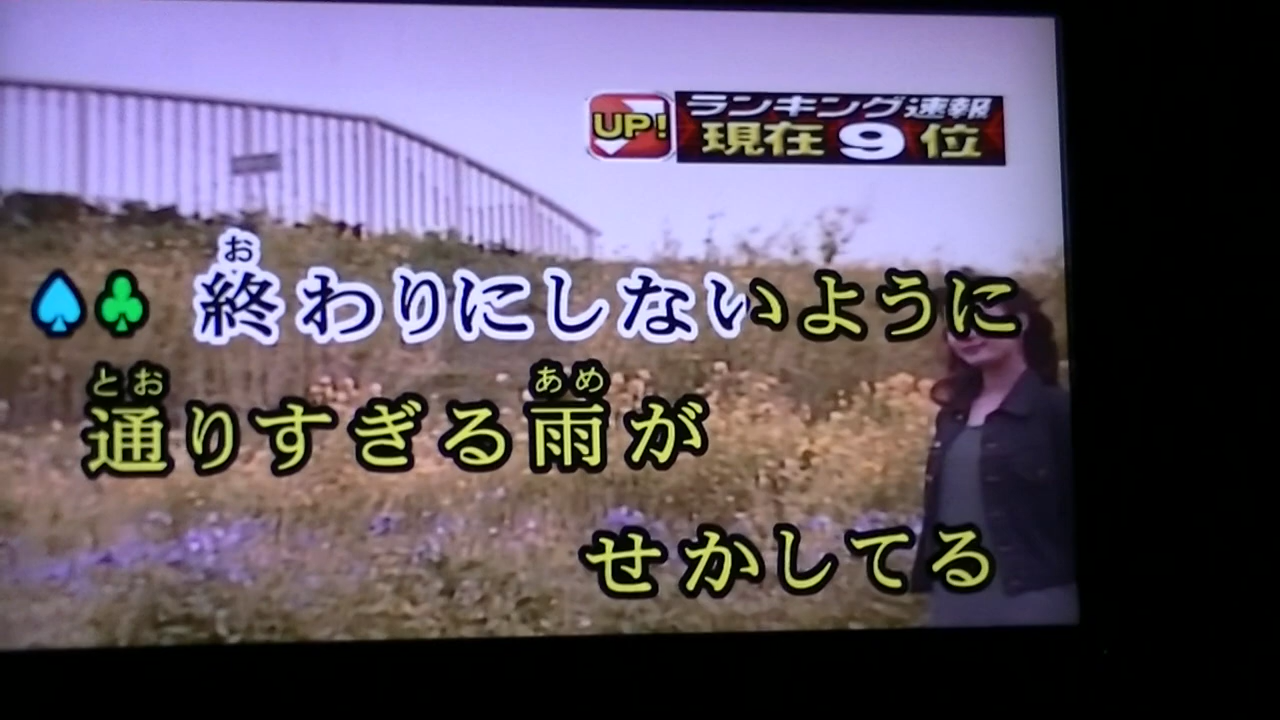 UP!
ランキング速報
現在9位
お
♠♣ 終わりにしないように
とお あめ
通りすぎる雨が
せかしてる